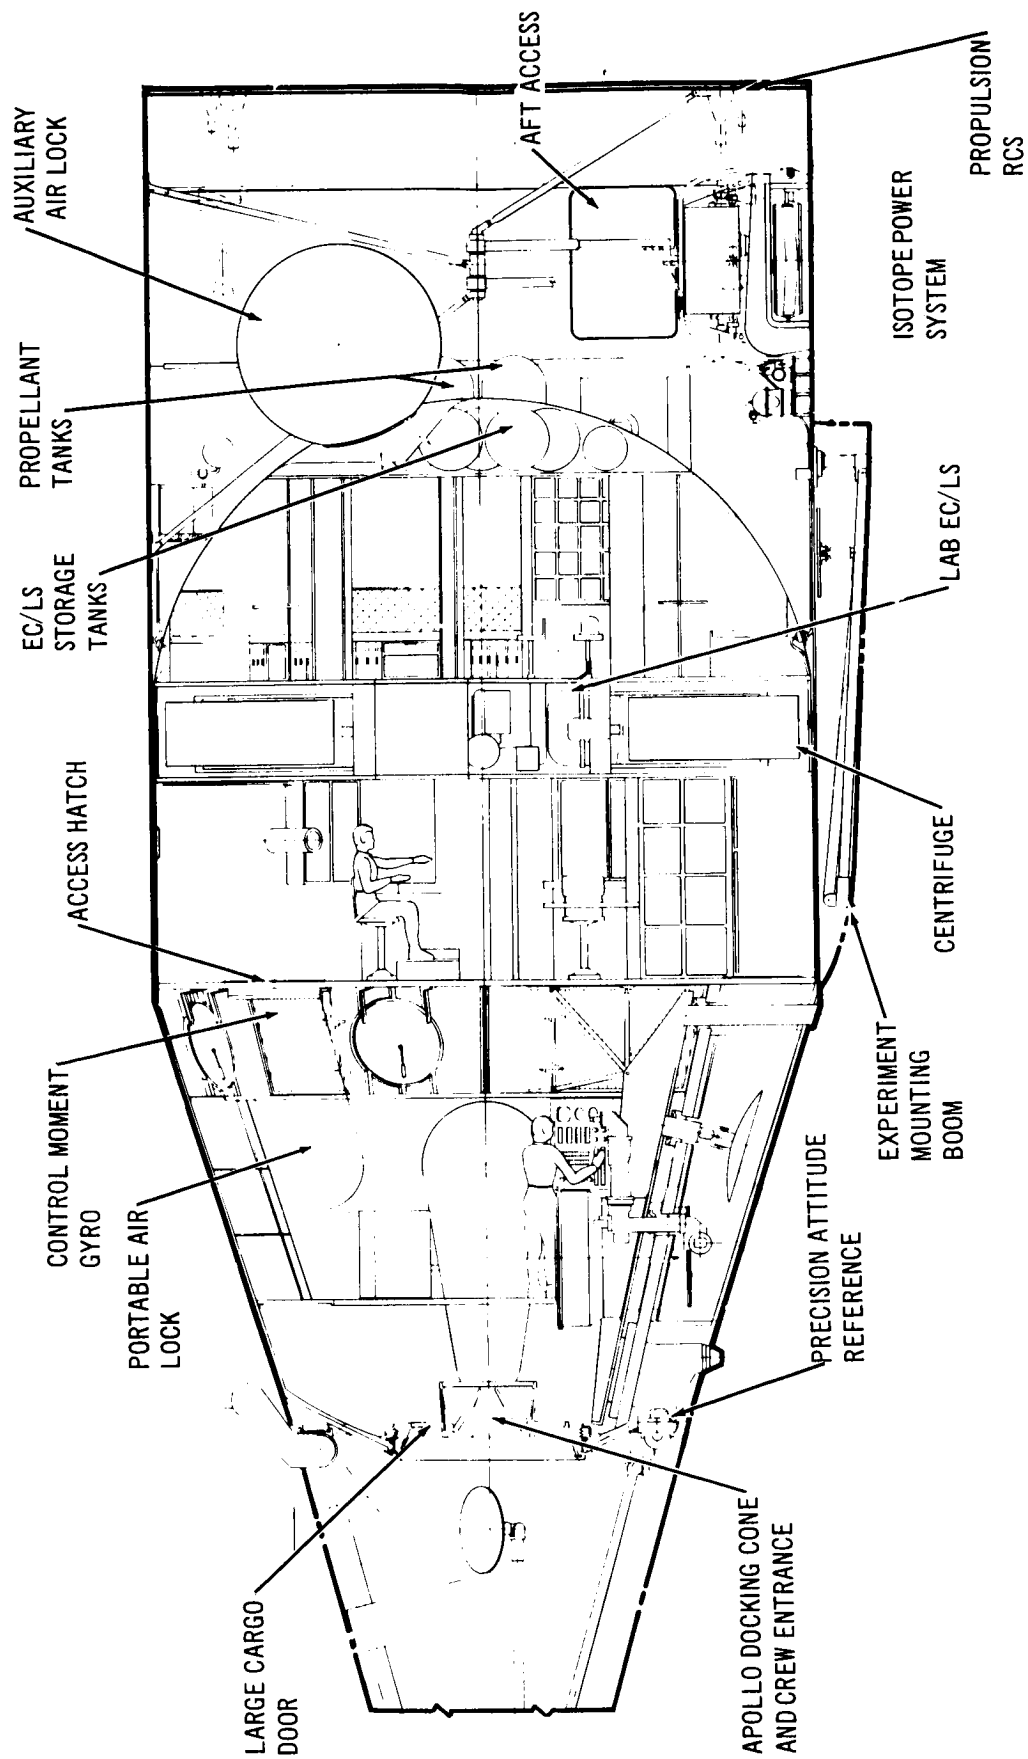 LARGE CARGO
DOOR
PORTABLE AIR
LOCK
CONTROL MOMENT
GYRO
ACCESS HATCH
EC/LS
STORAGE
TANKS
PROPELLANT
TANKS
AUXILIARY
AIR LOCK
AFT ACCESS
APOLLO DOCKING CONE
AND CREW ENTRANCE
PRECISION ATTITUDE
REFERENCE
EXPERIMENT
MOUNTING
BOOM
CENTRIFUGE
LAB EC/LS
ISOTOPE POWER
SYSTEM
PROPULSION
RCS